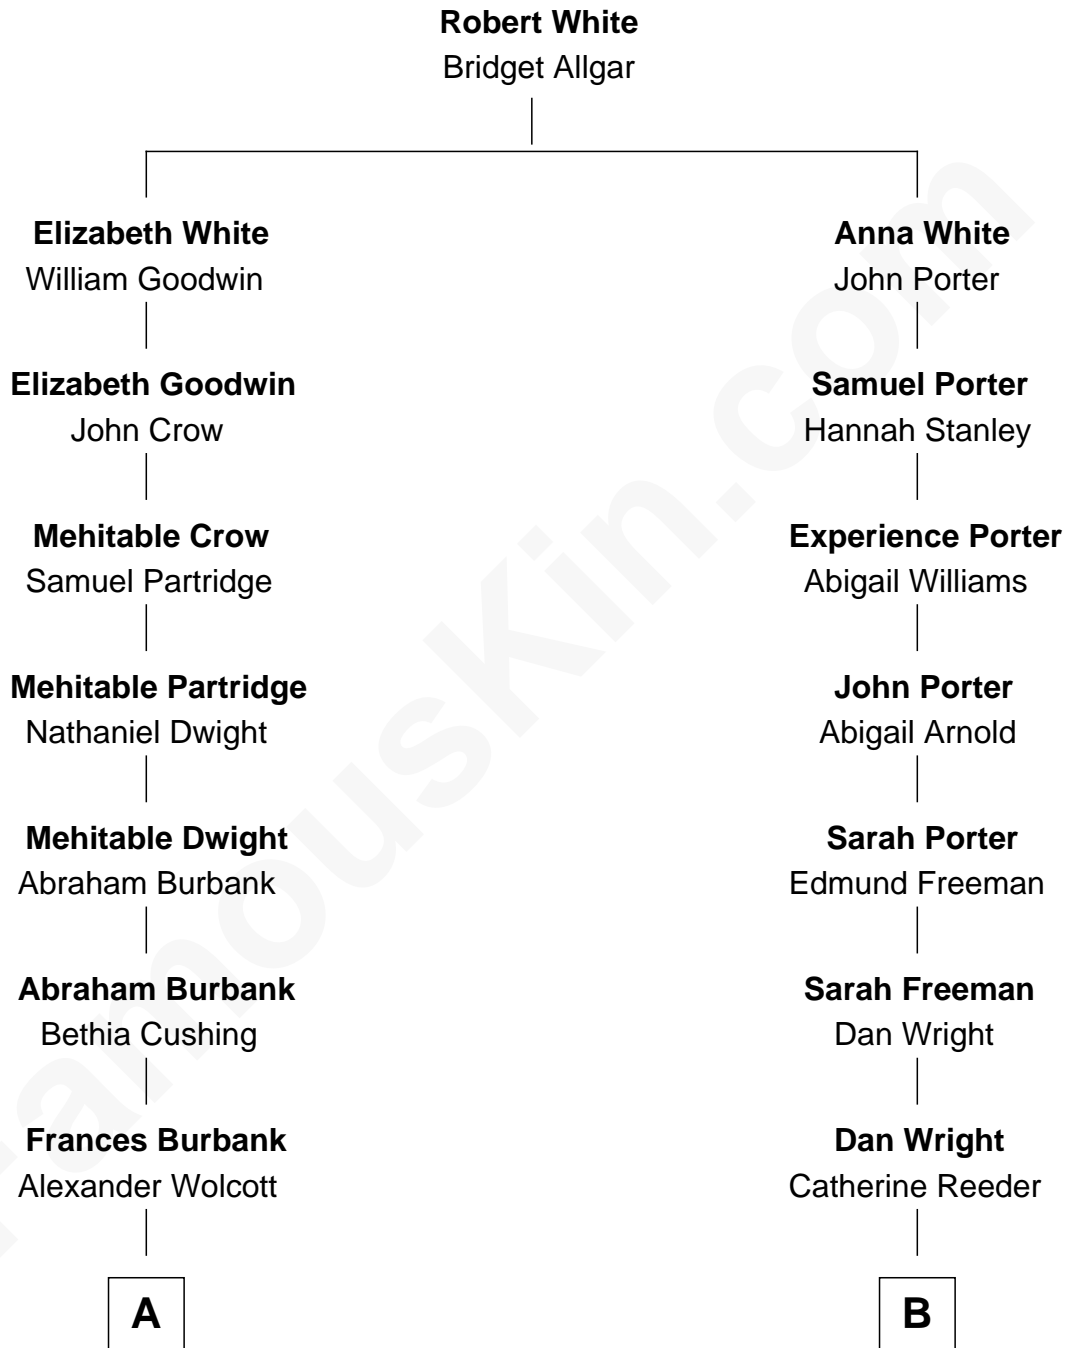 Robert White
Bridget Allgar
Elizabeth White
William Goodwin
Anna White
John Porter
Elizabeth Goodwin
John Crow
Samuel Porter
Hannah Stanley
Mehitable Crow
Samuel Partridge
Experience Porter
Abigail Williams
Mehitable Partridge
Nathaniel Dwight
John Porter
Abigail Arnold
Mehitable Dwight
Abraham Burbank
Sarah Porter
Edmund Freeman
Abraham Burbank
Bethia Cushing
Sarah Freeman
Dan Wright
Frances Burbank
Alexander Wolcott
Dan Wright
Catherine Reeder
A
B
FamousKin.com